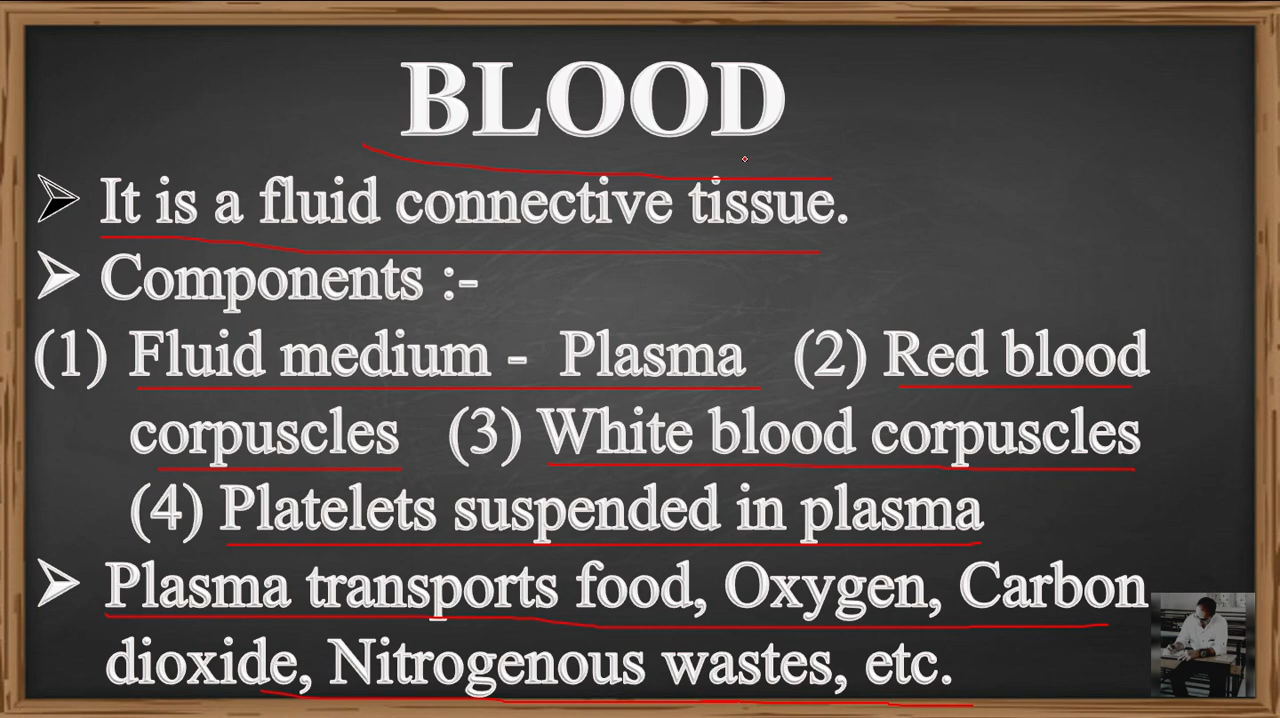 BLOOD
➢ It is a fluid connective tissue.
➢ Components :-
(1) Fluid medium - Plasma (2) Red blood
corpuscles (3) White blood corpuscles
(4) Platelets suspended in plasma
➢ Plasma transports food, Oxygen, Carbon
dioxide, Nitrogenous wastes, etc.